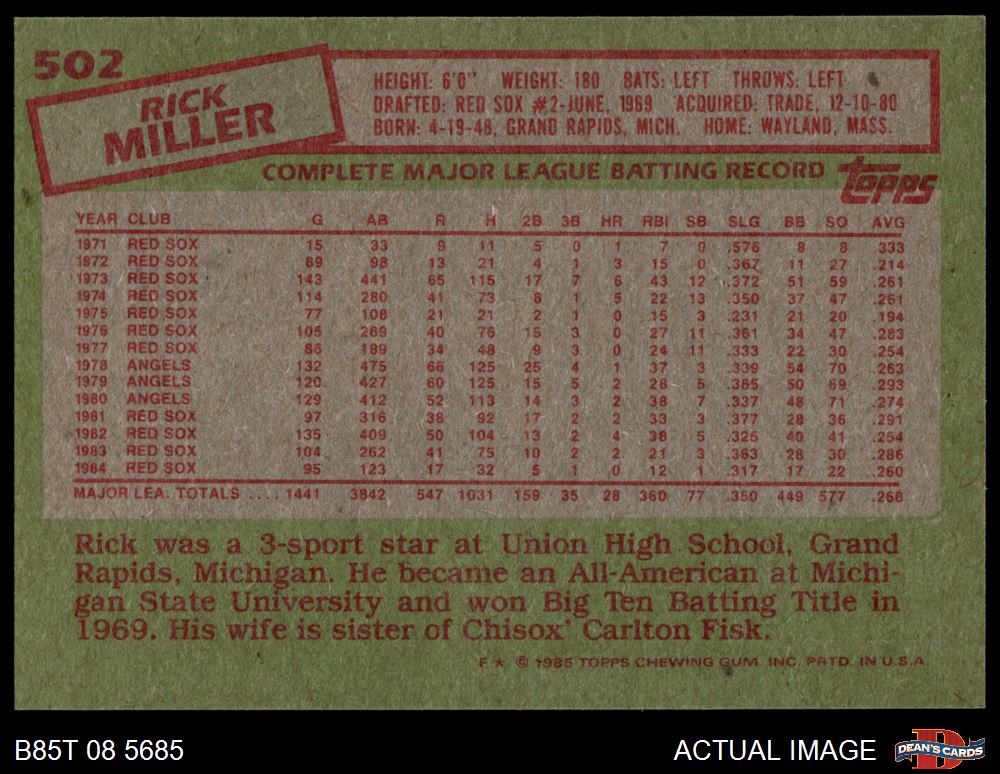 502
RICK
MILLER
HEIGHT: 6'0" WEIGHT: 180 BATS: LEFT THROWS: LEFT
DRAFTED: RED SOX #2-JUNE, 1969 ACQUIRED: TRADE, 12-10-80
BORN: 4-19-48, GRAND RAPIDS, MICH. HOME: WAYLAND, MASS.
COMPLETE MAJOR LEAGUE BATTING RECORD topps
YEAR CLUB G AB R H 2B 3B HR RBI SB SLG BB SO AVG
1971 RED SOX 15 33 9 11 5 0 1 7 0 .576 8 8 .333
1972 RED SOX 89 98 13 21 4 1 3 15 0 .367 11 27 .214
1973 RED SOX 143 441 65 115 17 7 6 43 12 .372 51 59 .261
1974 RED SOX 114 280 41 73 8 1 5 22 13 .350 37 47 .261
1975 RED SOX 77 108 21 21 2 1 0 15 3 .231 21 20 .194
1976 RED SOX 105 269 40 76 15 3 0 27 11 .361 34 47 .283
1977 RED SOX 86 189 34 48 9 3 0 24 11 .333 22 30 .254
1978 ANGELS 132 475 66 125 25 4 1 37 3 .339 54 70 .263
1979 ANGELS 120 427 60 125 15 5 2 28 5 .365 50 69 .293
1980 ANGELS 129 412 52 113 14 3 2 38 7 .337 48 71 .274
1981 RED SOX 97 316 38 92 17 2 2 33 3 .377 28 36 .291
1982 RED SOX 135 409 50 104 13 2 4 38 5 .325 40 41 .254
1983 RED SOX 104 262 41 75 10 2 2 21 3 .363 28 30 .286
1984 RED SOX 95 123 17 32 5 1 0 12 1 .317 17 22 .260
MAJOR LEA. TOTALS .... 1441 3842 547 1031 159 35 28 360 77 .350 449 577 .268
Rick was a 3-sport star at Union High School, Grand
Rapids, Michigan. He became an All-American at Michi-
gan State University and won Big Ten Batting Title in
1969. His wife is sister of Chisox' Carlton Fisk.
F ★ © 1985 TOPPS CHEWING GUM, INC. PRTD. IN U.S.A.
B85T 08 5685 ACTUAL IMAGE DEAN'S CARDS